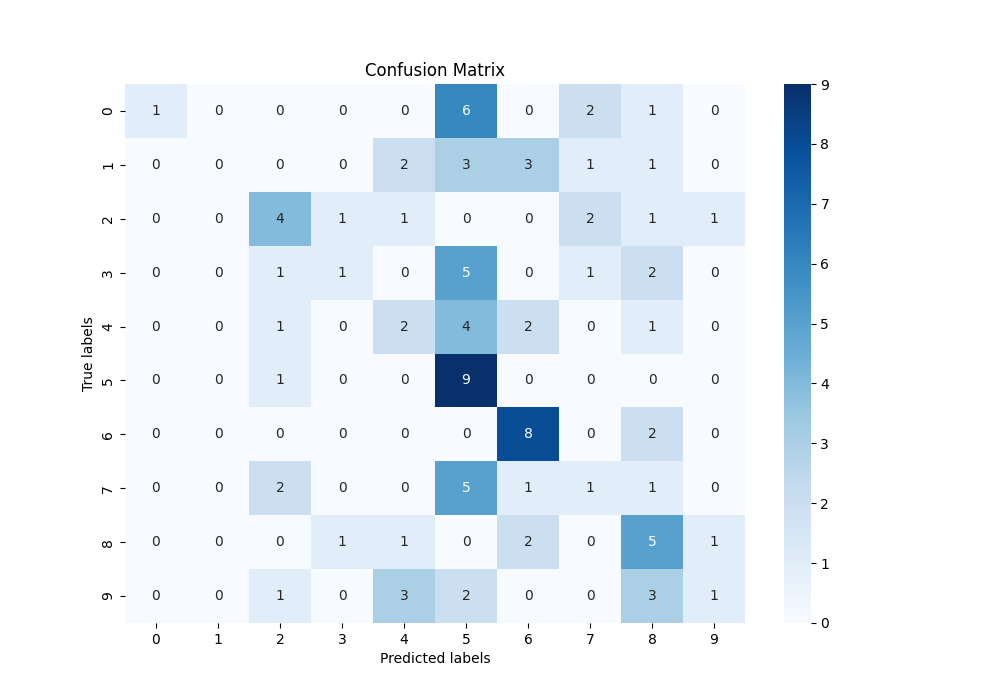 Confusion Matrix
0 1 0 0 0 0 6 0 2 1 0
1 0 0 0 0 2 3 3 1 1 0
2 0 0 4 1 1 0 0 2 1 1
3 0 0 1 1 0 5 0 1 2 0
4 0 0 1 0 2 4 2 0 1 0
5 0 0 1 0 0 9 0 0 0 0
6 0 0 0 0 0 0 8 0 2 0
7 0 0 2 0 0 5 1 1 1 0
8 0 0 0 1 1 0 2 0 5 1
9 0 0 1 0 3 2 0 0 3 1
0 1 2 3 4 5 6 7 8 9
Predicted labels
True labels
9
8
7
6
5
4
3
2
1
0